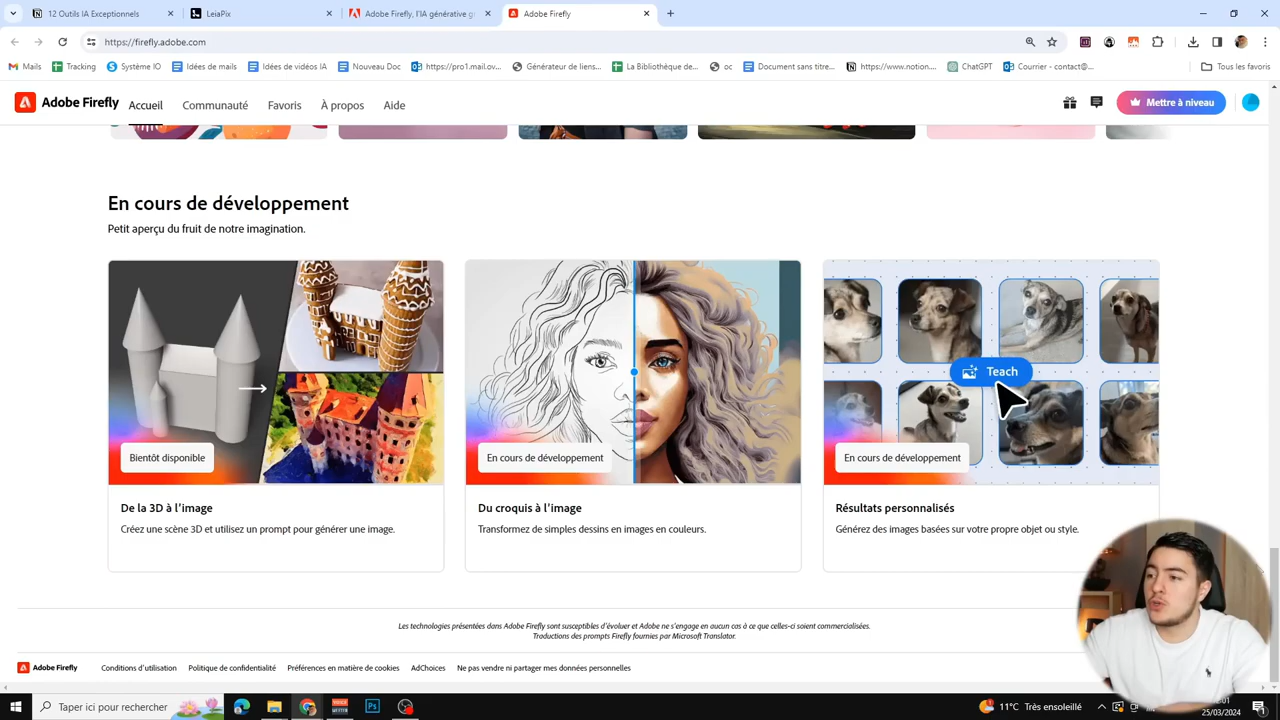 12 Outils IA Exceptionnels
LeiaPix
Adobe Firefly, l'IA générative g
Adobe Firefly
https://firefly.adobe.com
Mails
Tracking
Système IO
Idées de mails
Idées de vidéos IA
Nouveau Doc
https://pro1.mail.ov...
Générateur de liens...
La Bibliothèque de...
oc
Document sans titre...
https://www.notion...
ChatGPT
Courrier - contact@...
Tous les favoris
Adobe Firefly
Accueil
Communauté
Favoris
À propos
Aide
Mettre à niveau
En cours de développement
Petit aperçu du fruit de notre imagination.
Bientôt disponible
De la 3D à l'image
Créez une scène 3D et utilisez un prompt pour générer une image.
En cours de développement
Du croquis à l'image
Transformez de simples dessins en images en couleurs.
Teach
En cours de développement
Résultats personnalisés
Générez des images basées sur votre propre objet ou style.
Les technologies présentées dans Adobe Firefly sont susceptibles d'évoluer et Adobe ne s'engage en aucun cas à ce que celles-ci soient commercialisées.
Traductions des prompts Firefly fournies par Microsoft Translator.
Adobe Firefly
Conditions d'utilisation
Politique de confidentialité
Préférences en matière de cookies
AdChoices
Ne pas vendre ni partager mes données personnelles
Taper ici pour rechercher
11°C Très ensoleillé
25/03/2024